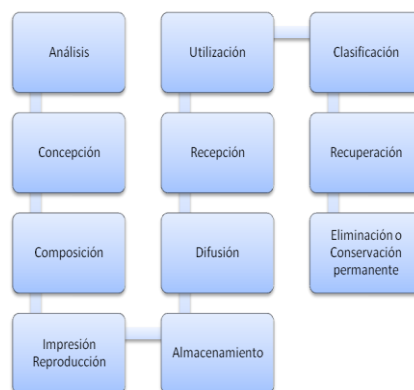 Análisis
Concepción
Composición
Impresión
Reproducción
Almacenamiento
Difusión
Recepción
Utilización
Clasificación
Recuperación
Eliminación o
Conservación
permanente